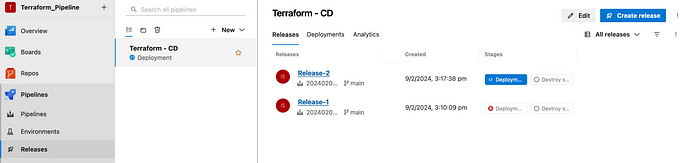 T Terraform_Pipeline
Overview
Boards
Repos
Pipelines
Pipelines
Environments
Releases
Search all pipelines
New
Terraform - CD
Deployment
Terraform - CD
Edit
Create release
Releases Deployments Analytics
All releases
Releases Created Stages
IS Release-2
2024020... main
9/2/2024, 3:17:38 pm
Deploym... Destroy s...
IS Release-1
2024020... main
9/2/2024, 3:10:09 pm
Deploym... Destroy s...